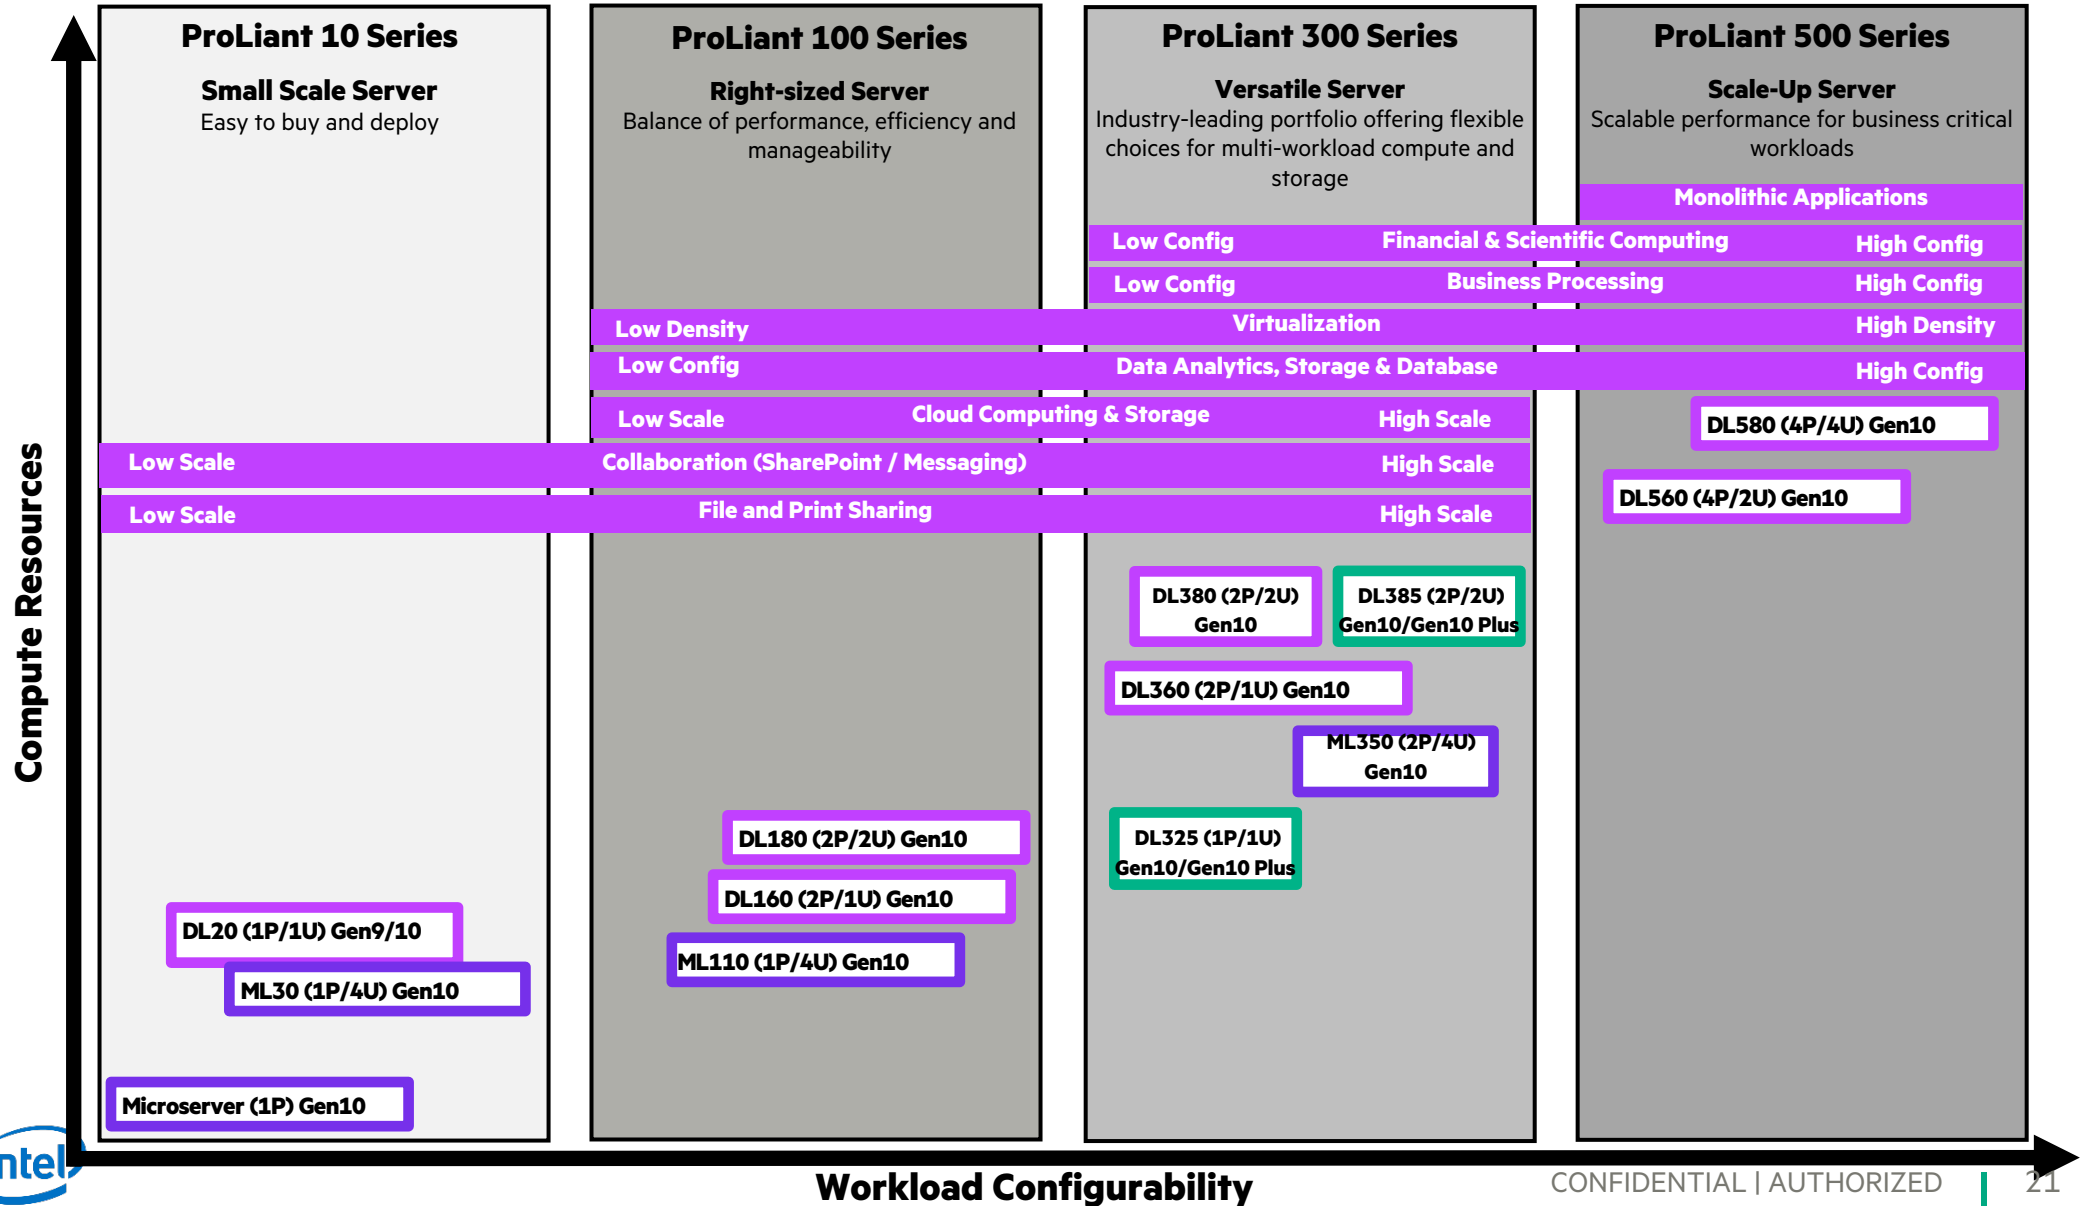 ProLiant 10 Series
Small Scale Server
Easy to buy and deploy
ProLiant 100 Series
Right-sized Server
Balance of performance, efficiency and
manageability
ProLiant 300 Series
Versatile Server
Industry-leading portfolio offering flexible
choices for multi-workload compute and
storage
ProLiant 500 Series
Scale-Up Server
Scalable performance for business critical
workloads
Monolithic Applications
Low Config Financial & Scientific Computing High Config
Low Config Business Processing High Config
Low Density Virtualization High Density
Low Config Data Analytics, Storage & Database High Config
Low Scale Cloud Computing & Storage High Scale
Low Scale Collaboration (SharePoint / Messaging) High Scale
Low Scale File and Print Sharing High Scale
DL580 (4P/4U) Gen10
DL560 (4P/2U) Gen10
DL380 (2P/2U)
Gen10
DL385 (2P/2U)
Gen10/Gen10 Plus
DL360 (2P/1U) Gen10
ML350 (2P/4U)
Gen10
DL325 (1P/1U)
Gen10/Gen10 Plus
DL180 (2P/2U) Gen10
DL160 (2P/1U) Gen10
ML110 (1P/4U) Gen10
DL20 (1P/1U) Gen9/10
ML30 (1P/4U) Gen10
Microserver (1P) Gen10
Compute Resources
Workload Configurability
ntel
CONFIDENTIAL | AUTHORIZED
21